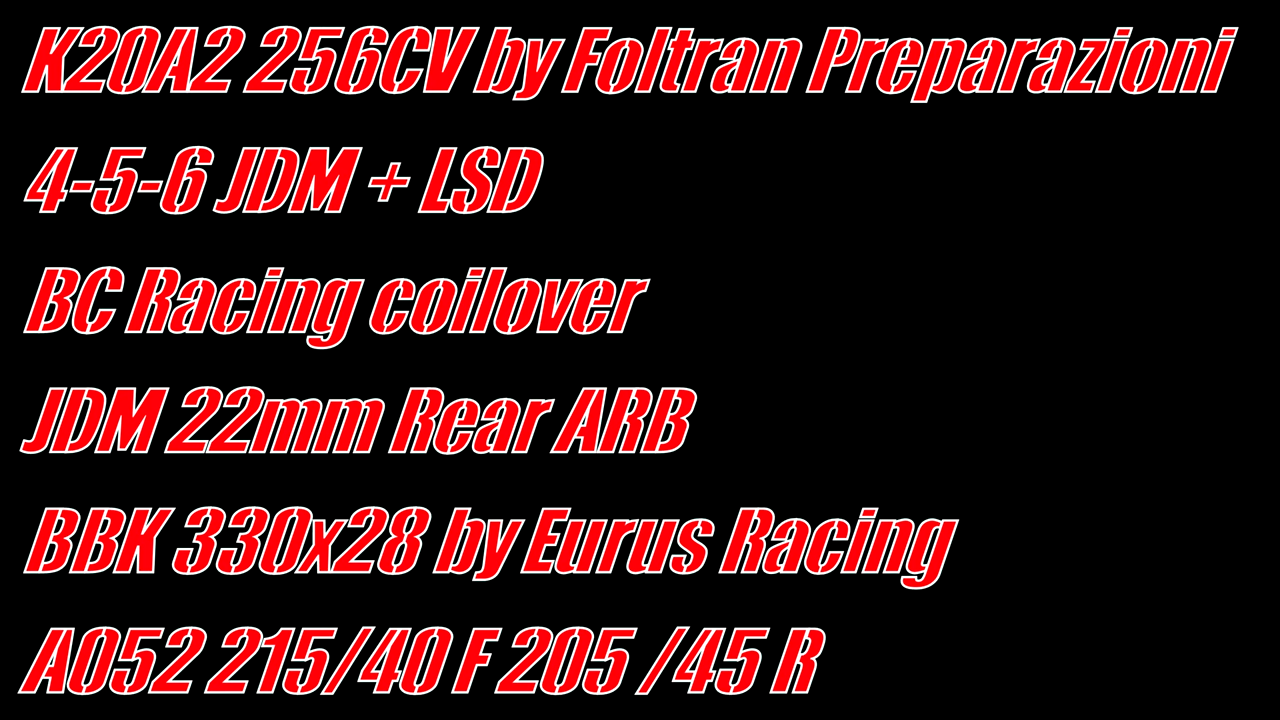 K20A2 256CV by Foltran Preparazioni
4-5-6 JDM + LSD
BC Racing coilover
JDM 22mm Rear ARB
BBK 330x28 by Eurus Racing
A052 215/40 F 205 /45 R